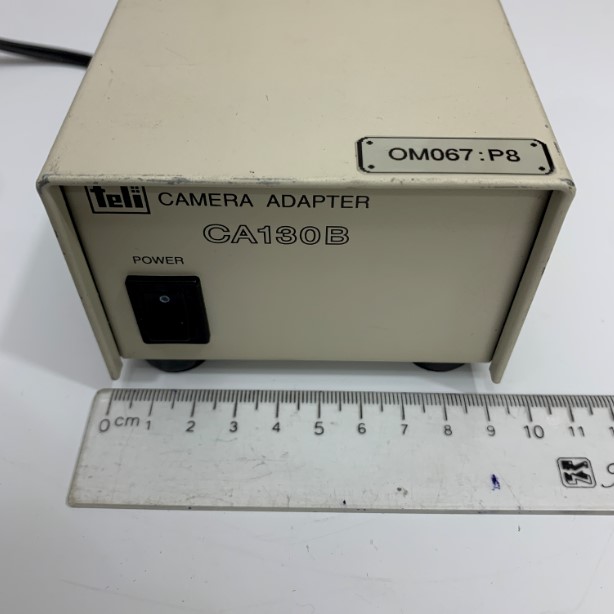 OM067:P8
teli CAMERA ADAPTER
CA130B
POWER
0 cm 1 2 3 4 5 6 7 8 9 10 11